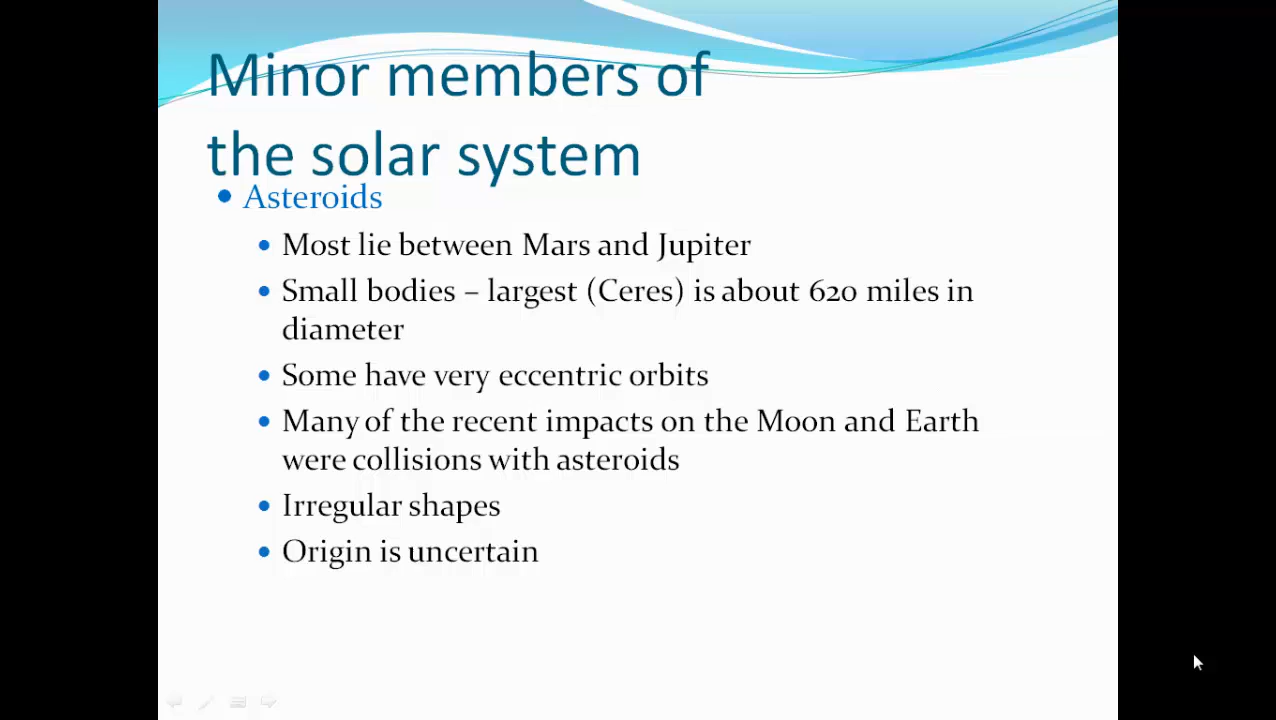 Minor members of
the solar system
• Asteroids
• Most lie between Mars and Jupiter
• Small bodies – largest (Ceres) is about 620 miles in
diameter
• Some have very eccentric orbits
• Many of the recent impacts on the Moon and Earth
were collisions with asteroids
• Irregular shapes
• Origin is uncertain